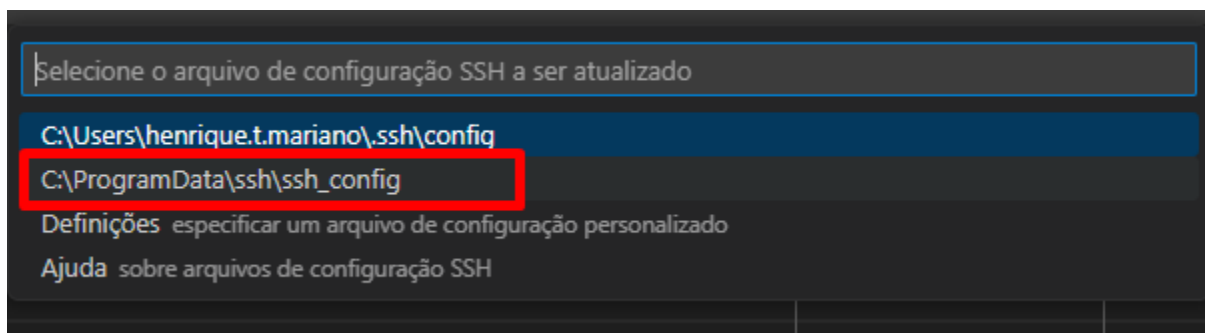 Selecione o arquivo de configuração SSH a ser atualizado
C:\Users\henrique.t.mariano\.ssh\config
C:\ProgramData\ssh\ssh_config
Definições especificar um arquivo de configuração personalizado
Ajuda sobre arquivos de configuração SSH